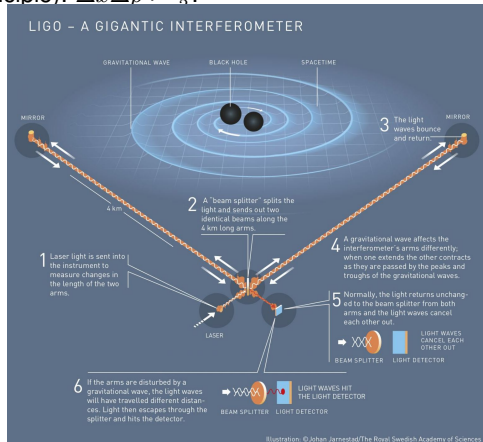 LIGO – A GIGANTIC INTERFEROMETER
GRAVITATIONAL WAVE
BLACK HOLE
SPACETIME
MIRROR
MIRROR
3 The light
waves bounce
and return.
4 km
2 A "beam splitter" splits the
light and sends out two
identical beams along the
4 km long arms.
1 Laser light is sent into
the instrument to
measure changes in
the length of the two
arms.
4 A gravitational wave affects the
interferometer's arms differently;
when one extends the other contracts
as they are passed by the peaks and
troughs of the gravitational waves.
5 Normally, the light returns unchang-
ed to the beam splitter from both
arms and the light waves cancel
each other out.
LASER
LIGHT WAVES
CANCEL EACH
OTHER OUT
BEAM SPLITTER
LIGHT DETECTOR
6 If the arms are disturbed by a
gravitational wave, the light waves
will have travelled different distan-
ces. Light then escapes through the
splitter and hits the detector.
LIGHT WAVES HIT
THE LIGHT DETECTOR
BEAM SPLITTER
LIGHT DETECTOR
Illustration: ©Johan Jarnestad/The Royal Swedish Academy of Sciences